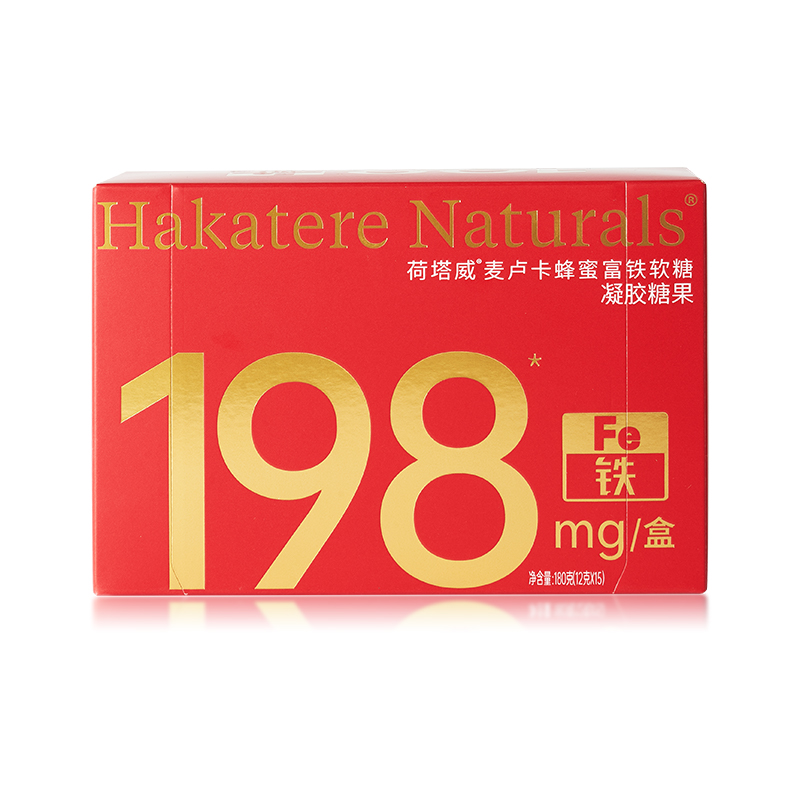 Hakatere Naturals®
荷塔威®麦卢卡蜂蜜富铁软糖
凝胶糖果
198*
Fe
铁
mg/盒
净含量:180克(12克X15)